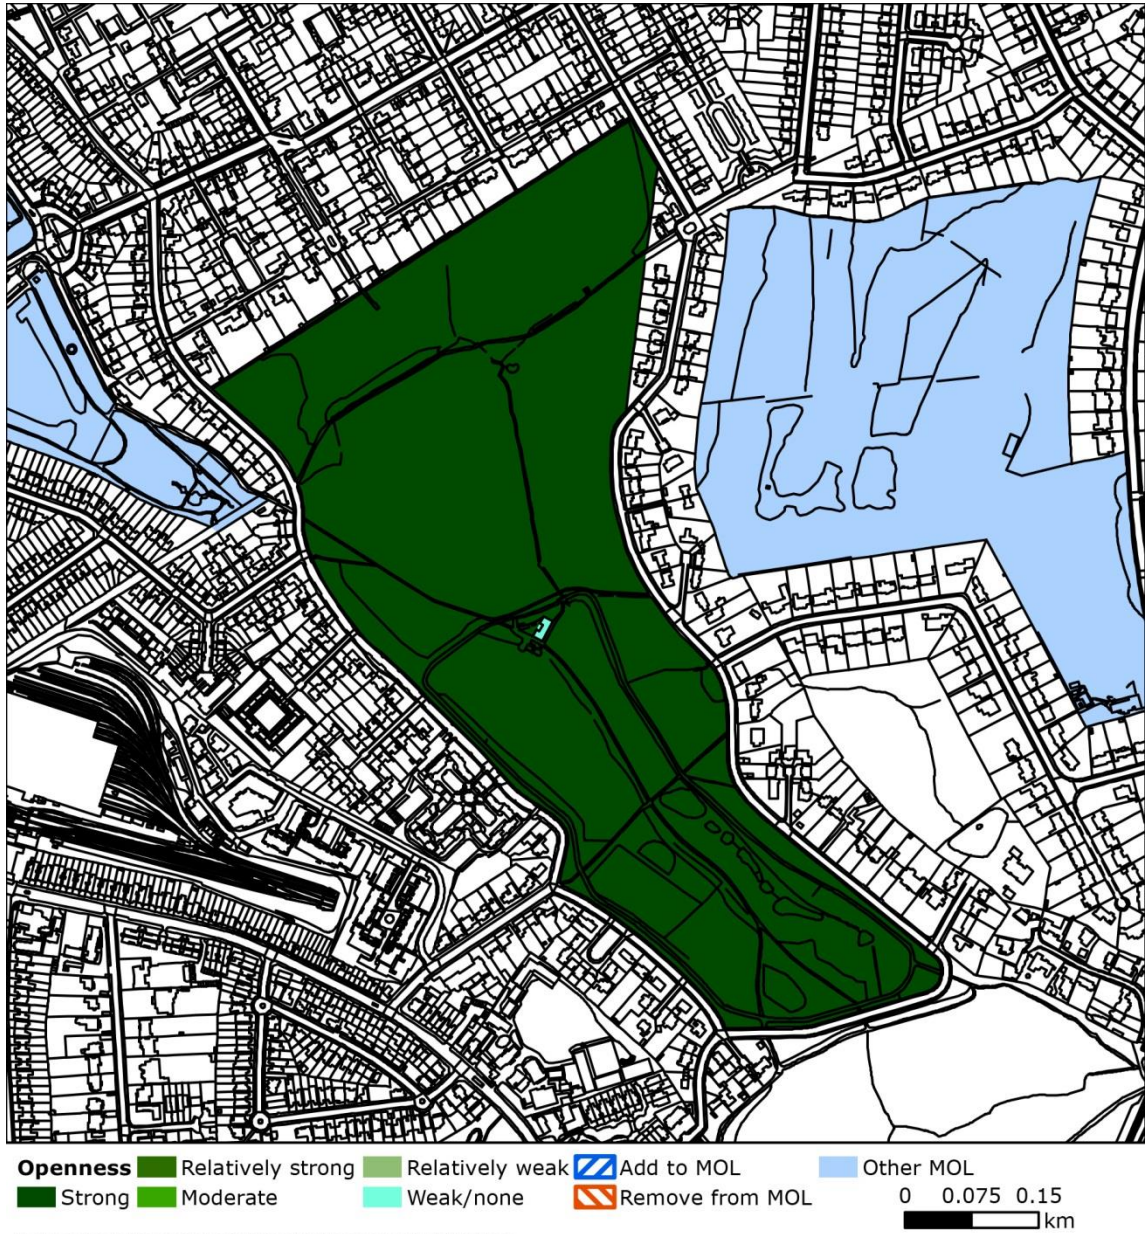 Openness Relatively strong Relatively weak Add to MOL Other MOL
Strong Moderate Weak/none Remove from MOL 0 0.075 0.15
km